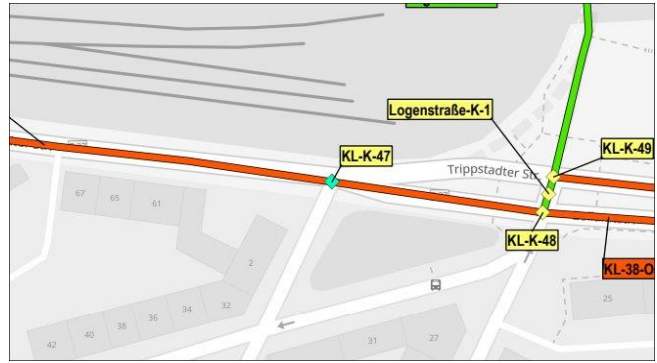 Logenstraße-K-1
KL-K-49
KL-K-47
Trippstadter Str.
KL-K-48
KL-38-O
67
65
61
2
32
34
36
38
40
42
31
27
25